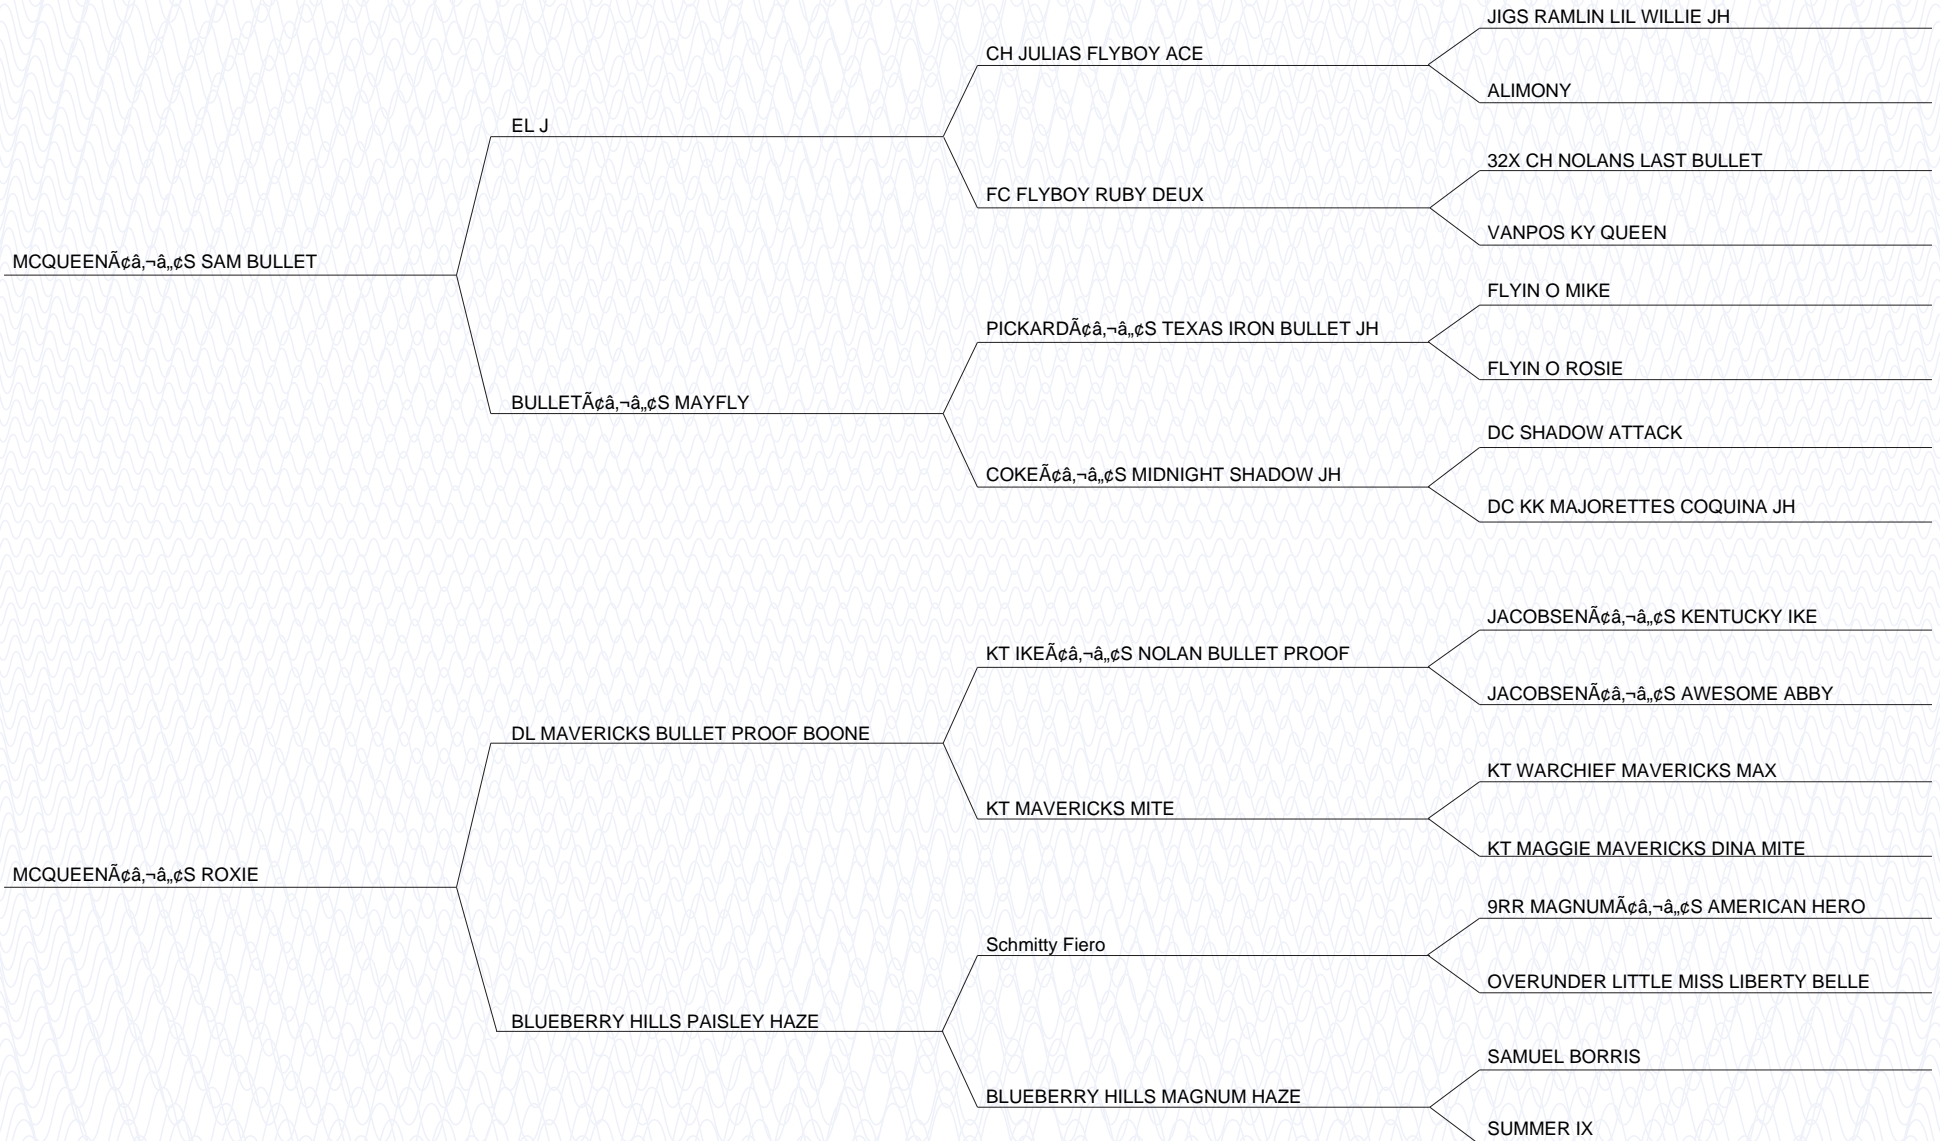 JIGS RAMLIN LIL WILLIE JH
CH JULIAS FLYBOY ACE
ALIMONY
EL J
32X CH NOLANS LAST BULLET
FC FLYBOY RUBY DEUX
VANPOS KY QUEEN
MCQUEENÃ¢â‚¬â„¢S SAM BULLET
FLYIN O MIKE
PICKARDÃ¢â‚¬â„¢S TEXAS IRON BULLET JH
FLYIN O ROSIE
BULLETÃ¢â‚¬â„¢S MAYFLY
DC SHADOW ATTACK
COKEÃ¢â‚¬â„¢S MIDNIGHT SHADOW JH
DC KK MAJORETTES COQUINA JH
JACOBSENÃ¢â‚¬â„¢S KENTUCKY IKE
KT IKEÃ¢â‚¬â„¢S NOLAN BULLET PROOF
JACOBSENÃ¢â‚¬â„¢S AWESOME ABBY
DL MAVERICKS BULLET PROOF BOONE
KT WARCHIEF MAVERICKS MAX
KT MAVERICKS MITE
KT MAGGIE MAVERICKS DINA MITE
MCQUEENÃ¢â‚¬â„¢S ROXIE
9RR MAGNUMÃ¢â‚¬â„¢S AMERICAN HERO
Schmitty Fiero
OVERUNDER LITTLE MISS LIBERTY BELLE
BLUEBERRY HILLS PAISLEY HAZE
SAMUEL BORRIS
BLUEBERRY HILLS MAGNUM HAZE
SUMMER IX